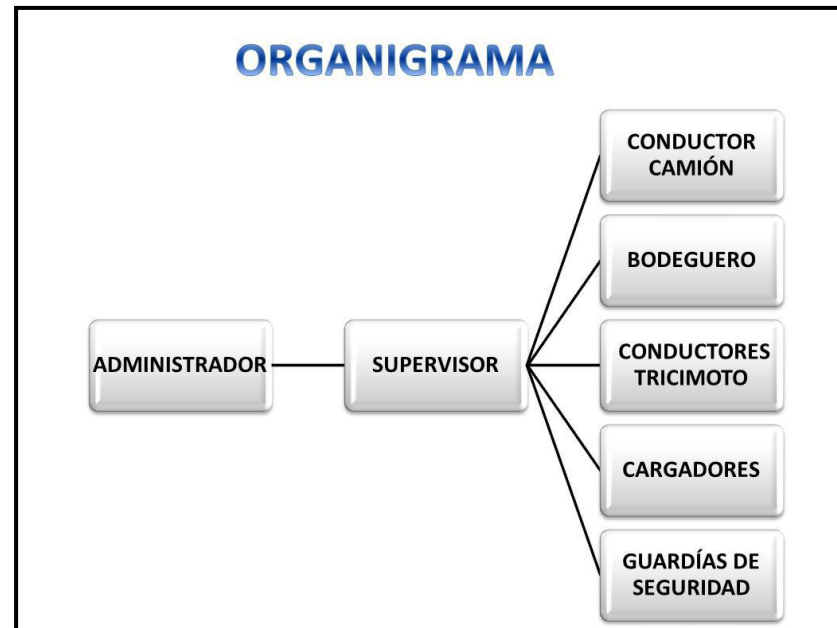 ORGANIGRAMA
ADMINISTRADOR
SUPERVISOR
CONDUCTOR
CAMIÓN
BODEGUERO
CONDUCTORES
TRICIMOTO
CARGADORES
GUARDÍAS DE
SEGURIDAD